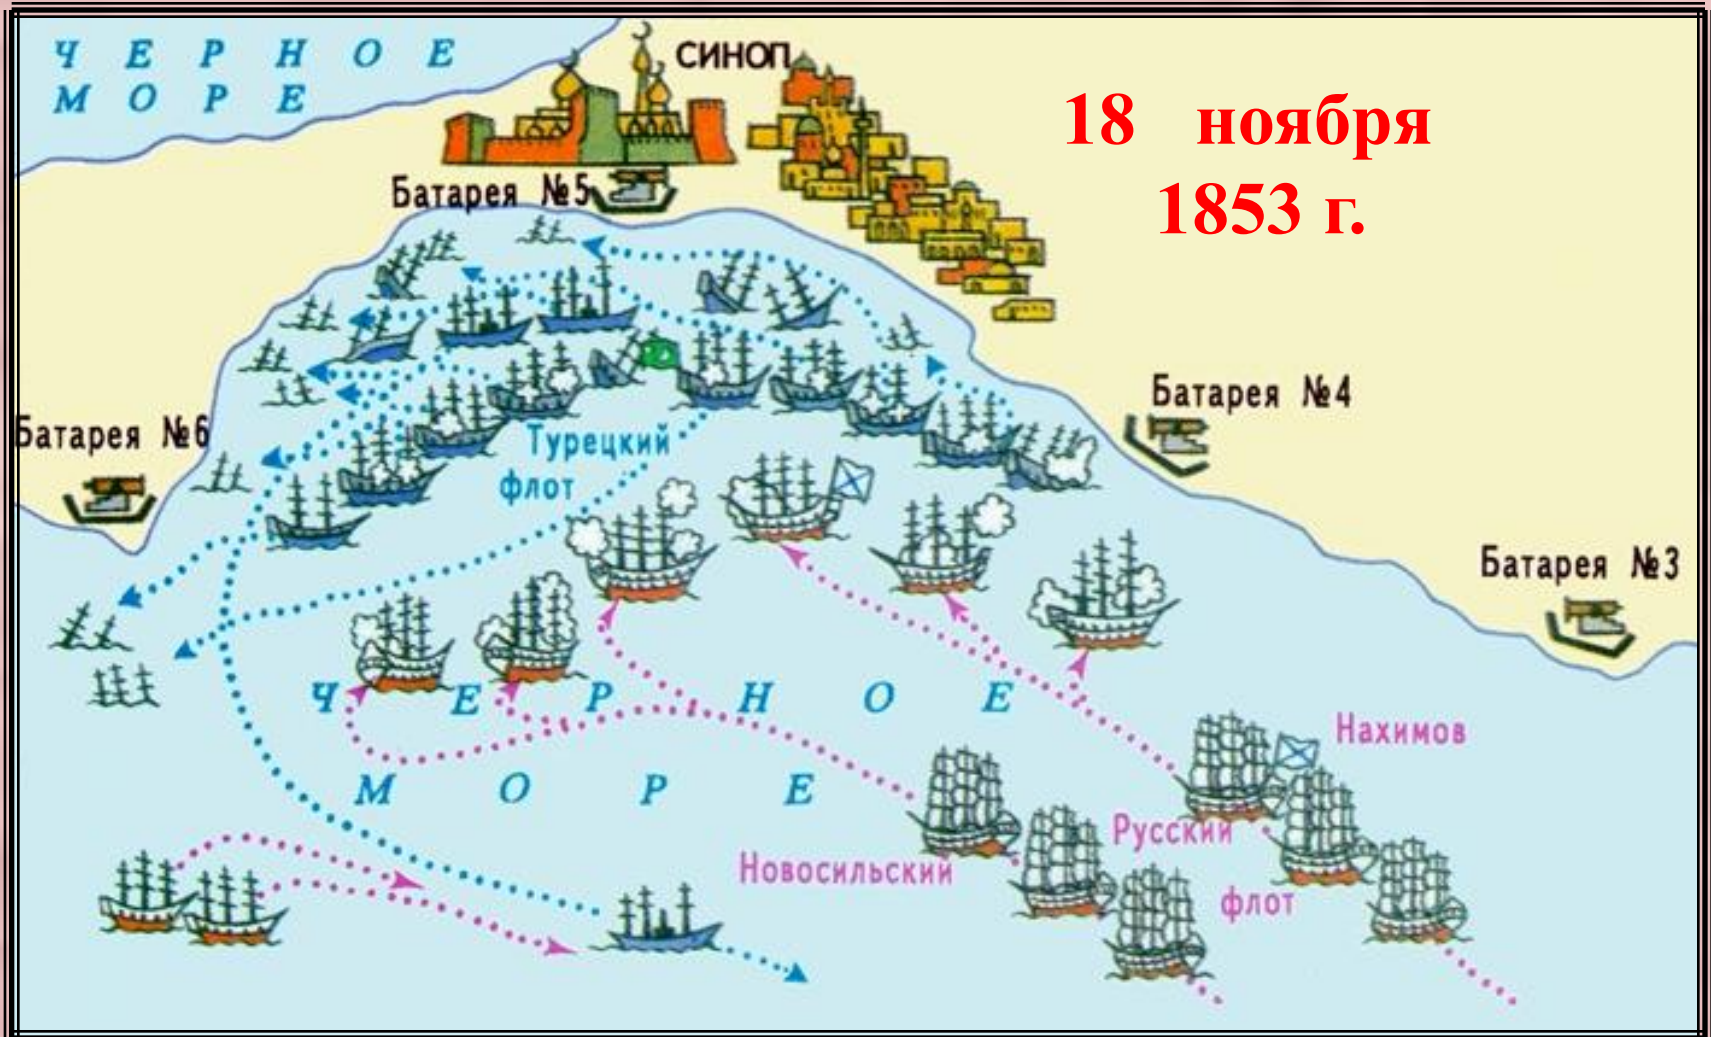 ЧЕРНОЕ
МОРЕ
СИНОП
18 ноября
1853 г.
Батарея №5
Батарея №4
Батарея №6
Турецкий
флот
Батарея №3
ЧЕРНОЕ
МОРЕ
Нахимов
Русский
флот
Новосильский